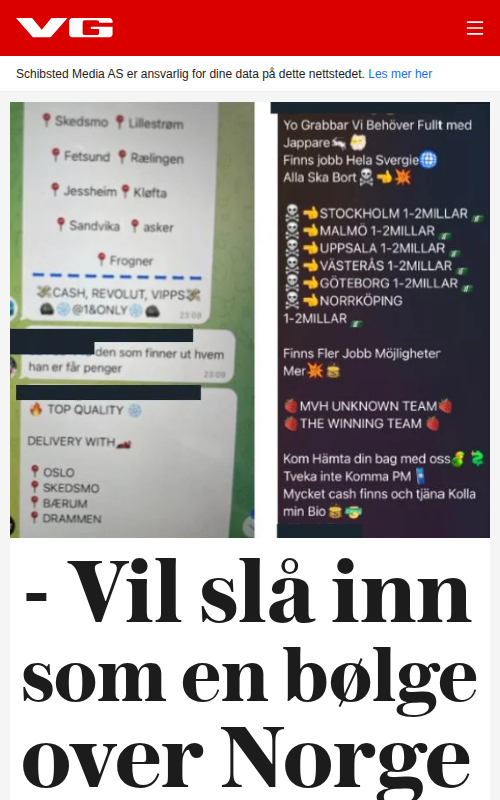 VG
Schibsted Media AS er ansvarlig for dine data på dette nettstedet. Les mer her
📍Skedsmo 📍Lillestrøm
📍Fetsund 📍Rælingen
📍Jessheim 📍Kløfta
📍Sandvika 📍asker
📍Frogner
💸CASH, REVOLUT, VIPPS💸
@1&ONLY
23:09
den som finner ut hvem
han er får penger
23:09
🔥 TOP QUALITY ❄️
DELIVERY WITH
📍OSLO
📍SKEDSMO
📍BÆRUM
📍DRAMMEN
Yo Grabbar Vi Behöver Fullt med
Jappare
Finns jobb Hela Svergie🌐
Alla Ska Bort☠️👉💥
☠️👉STOCKHOLM 1-2MILLAR
☠️👉MALMÖ 1-2MILLAR
☠️👉UPPSALA 1-2MILLAR
☠️👉VÄSTERÅS 1-2MILLAR
☠️👉GÖTEBORG 1-2MILLAR
☠️👉NORRKÖPING
1-2MILLAR
Finns Fler Jobb Möjligheter
Mer💥
🍓MVH UNKNOWN TEAM🍓
🍓THE WINNING TEAM 🍓
Kom Hämta din bag med oss
Tveka inte Komma PM
Mycket cash finns och tjäna Kolla
min Bio
- Vil slå inn
som en bølge
over Norge